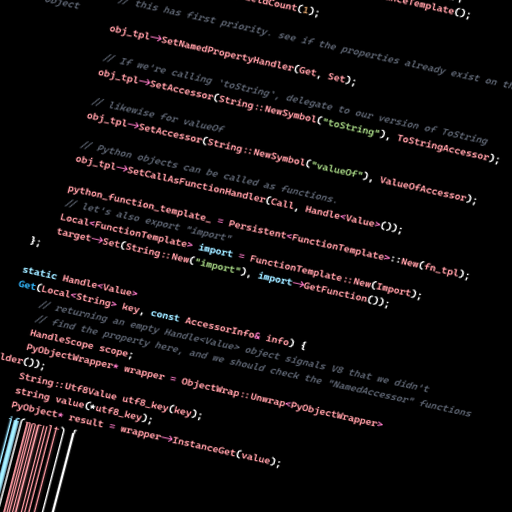 object
// this has first priority. see if the properties already exist on
obj_tpl->SetNamedPropertyHandler(Get, Set);
// If we're calling 'toString', delegate to our version of ToString
obj_tpl->SetAccessor(String::NewSymbol("toString"), ToStringAccessor);
// likewise for valueOf
obj_tpl->SetAccessor(String::NewSymbol("valueOf"), ValueOfAccessor);
// Python objects can be called as functions.
obj_tpl->SetCallAsFunctionHandler(Call, Handle<Value>());
python_function_template_ = Persistent<FunctionTemplate>::New(fn_tpl);
// let's also export "import"
Local<FunctionTemplate> import = FunctionTemplate::New(Import);
target->Set(String::New("import"), import->GetFunction());
};
static Handle<Value>
Get(Local<String> key, const AccessorInfo& info) {
// returning an empty Handle<Value> object signals V8 that we didn't
// find the property here, and we should check the "NamedAccessor" functions
HandleScope scope;
PyObjectWrapper* wrapper = ObjectWrap::Unwrap<PyObjectWrapper>
lder());
String::Utf8Value utf8_key(key);
string value(*utf8_key);
PyObject* result = wrapper->InstanceGet(value);